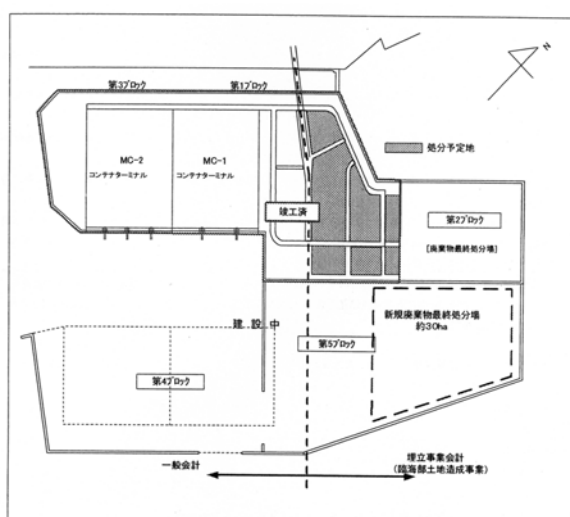 N
第3ブロック
第1ブロック
処分予定地
MC-2
コンテナターミナル
MC-1
コンテナターミナル
竣工済
第2ブロック
[廃棄物最終処分場]
新規廃棄物最終処分場
約30ha
建設中
第5ブロック
第4ブロック
一般会計
埋立事業会計
(臨海部土地造成事業)